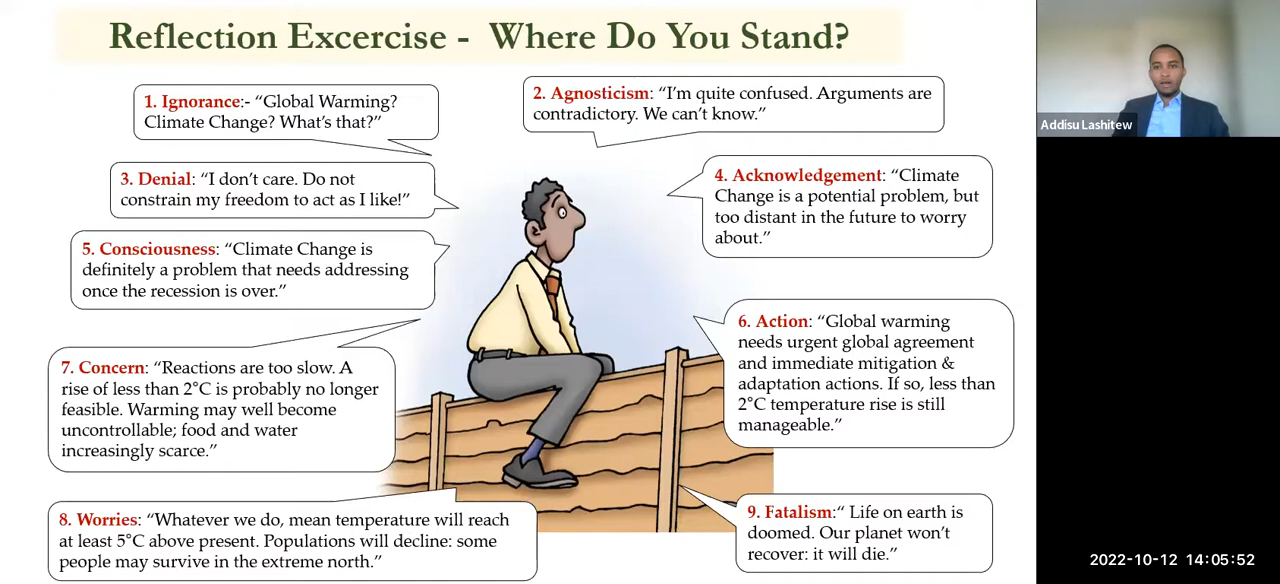 Reflection Excercise - Where Do You Stand?
1. Ignorance:- “Global Warming?
Climate Change? What’s that?”
2. Agnosticism: “I’m quite confused. Arguments are
contradictory. We can’t know.”
3. Denial: “I don’t care. Do not
constrain my freedom to act as I like!”
4. Acknowledgement: “Climate
Change is a potential problem, but
too distant in the future to worry
about.”
5. Consciousness: “Climate Change is
definitely a problem that needs addressing
once the recession is over.”
6. Action: “Global warming
needs urgent global agreement
and immediate mitigation &
adaptation actions. If so, less than
2°C temperature rise is still
manageable.”
7. Concern: “Reactions are too slow. A
rise of less than 2°C is probably no longer
feasible. Warming may well become
uncontrollable; food and water
increasingly scarce.”
8. Worries: “Whatever we do, mean temperature will reach
at least 5°C above present. Populations will decline: some
people may survive in the extreme north.”
9. Fatalism:“ Life on earth is
doomed. Our planet won’t
recover: it will die.”
Addisu Lashitew
2022-10-12 14:05:52